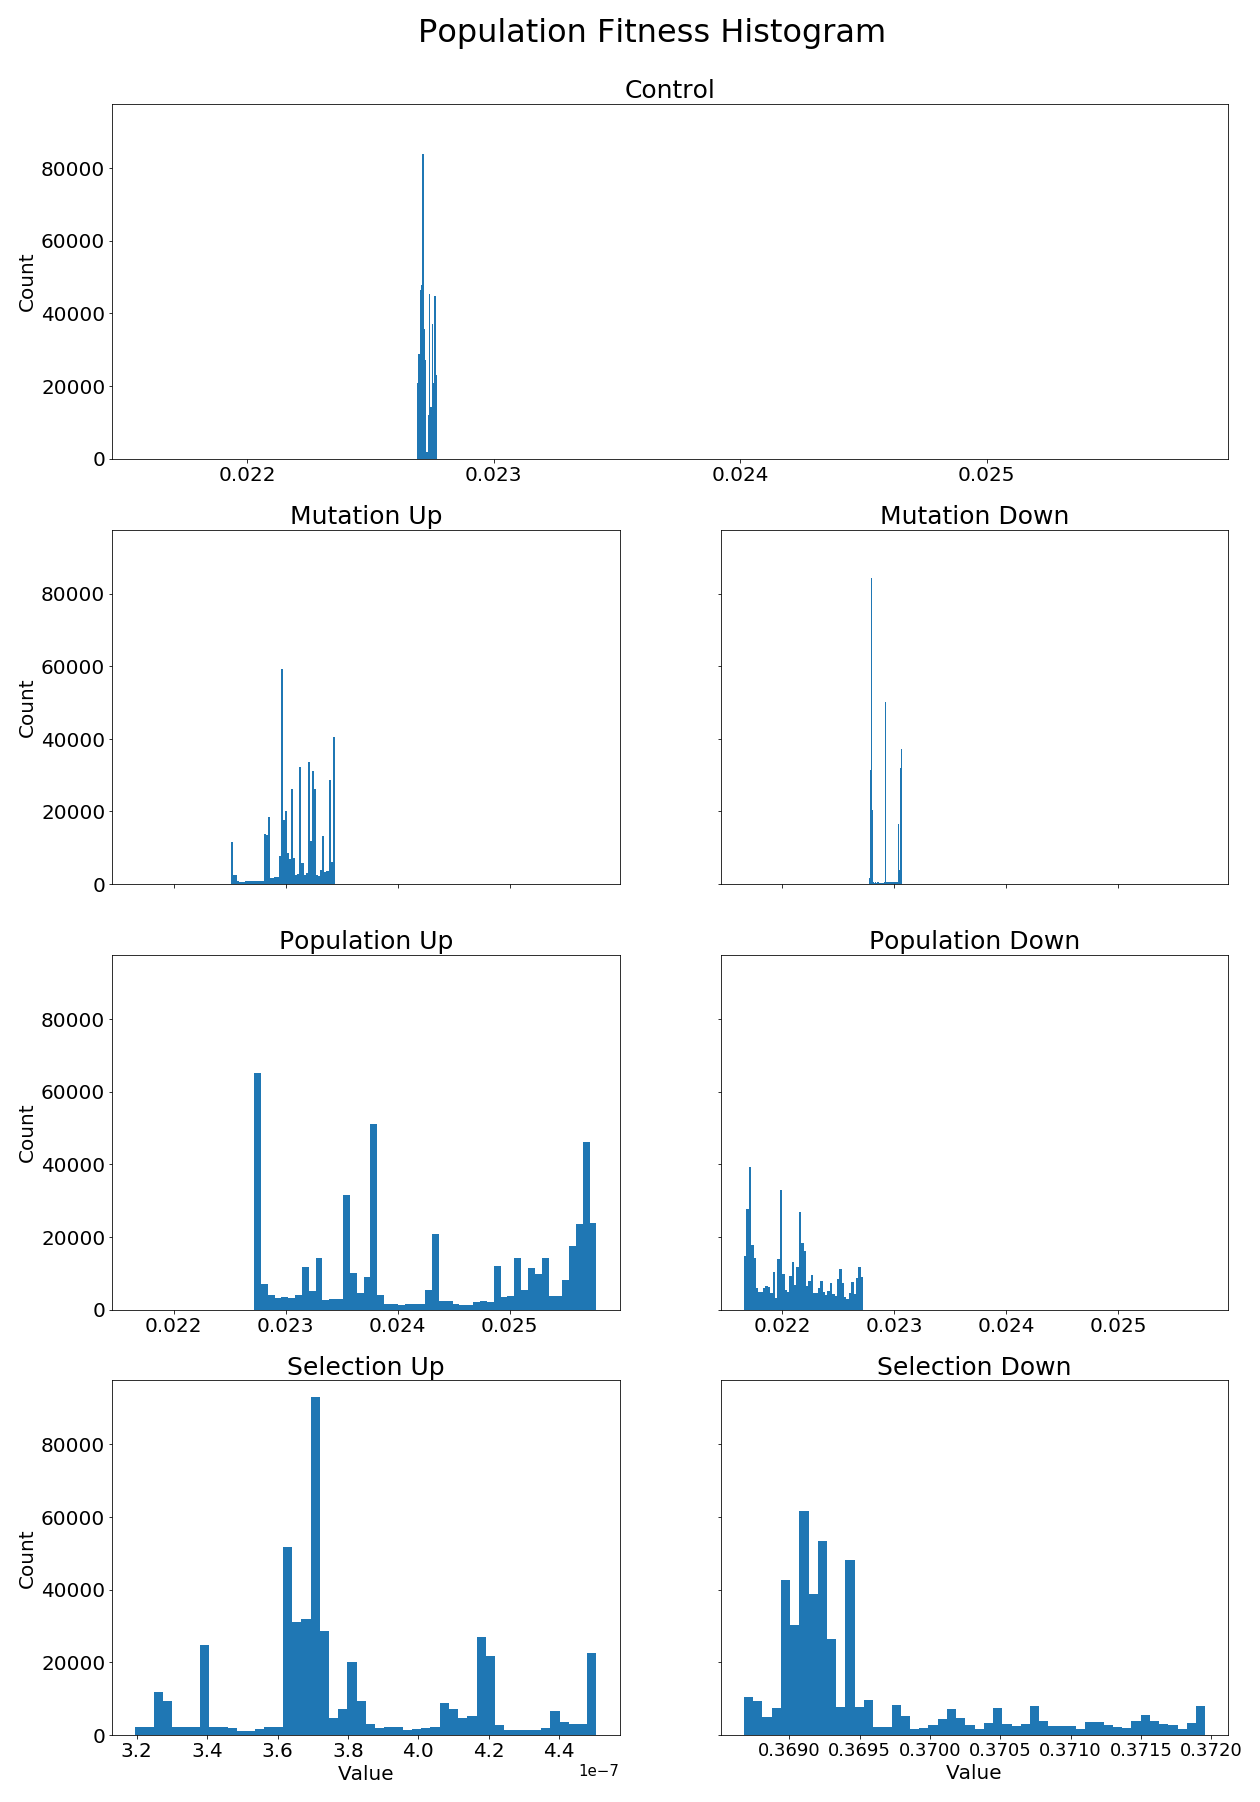 Population Fitness Histogram
Control
80000
60000
40000
20000
0
Count
0.022 0.023 0.024 0.025
Mutation Up
80000
60000
40000
20000
0
Count
Mutation Down
Population Up
80000
60000
40000
20000
0
Count
0.022 0.023 0.024 0.025
Population Down
0.022 0.023 0.024 0.025
Selection Up
80000
60000
40000
20000
0
Count
3.2 3.4 3.6 3.8 4.0 4.2 4.4
1e−7
Value
Selection Down
0.3690 0.3695 0.3700 0.3705 0.3710 0.3715 0.3720
Value